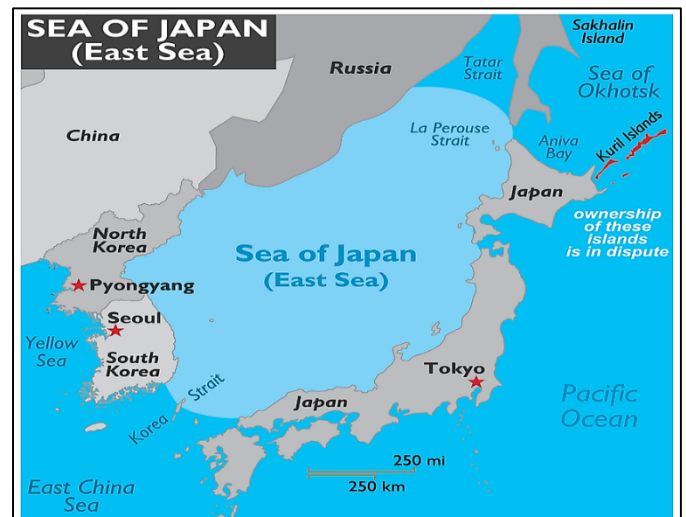 SEA OF JAPAN
(East Sea)
Sakhalin
Island
Russia
Tatar
Strait
Sea of
Okhotsk
China
La Perouse
Strait
Aniva
Bay
Kuril Islands
Japan
ownership
of these
islands
is in dispute
North
Korea
Sea of Japan
(East Sea)
Pyongyang
Seoul
Yellow
Sea
South
Korea
Tokyo
Korea Strait
Japan
Pacific
Ocean
250 mi
250 km
East China
Sea